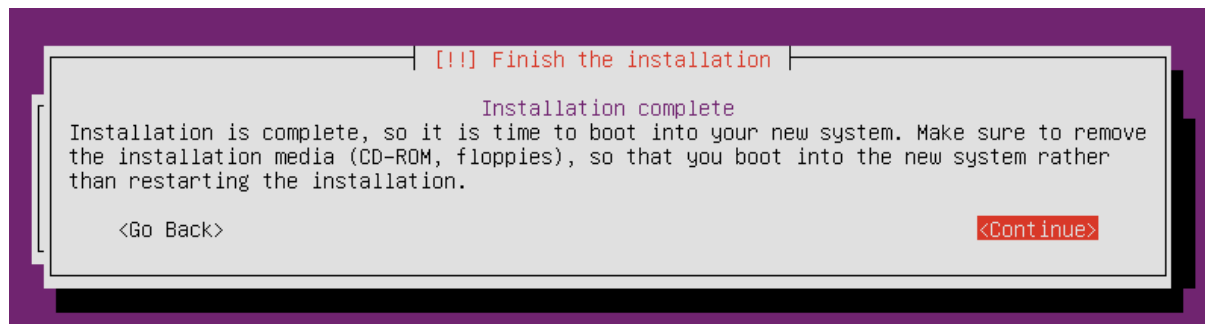 [!!] Finish the installation
Installation complete
Installation is complete, so it is time to boot into your new system. Make sure to remove
the installation media (CD-ROM, floppies), so that you boot into the new system rather
than restarting the installation.
<Go Back> <Continue>